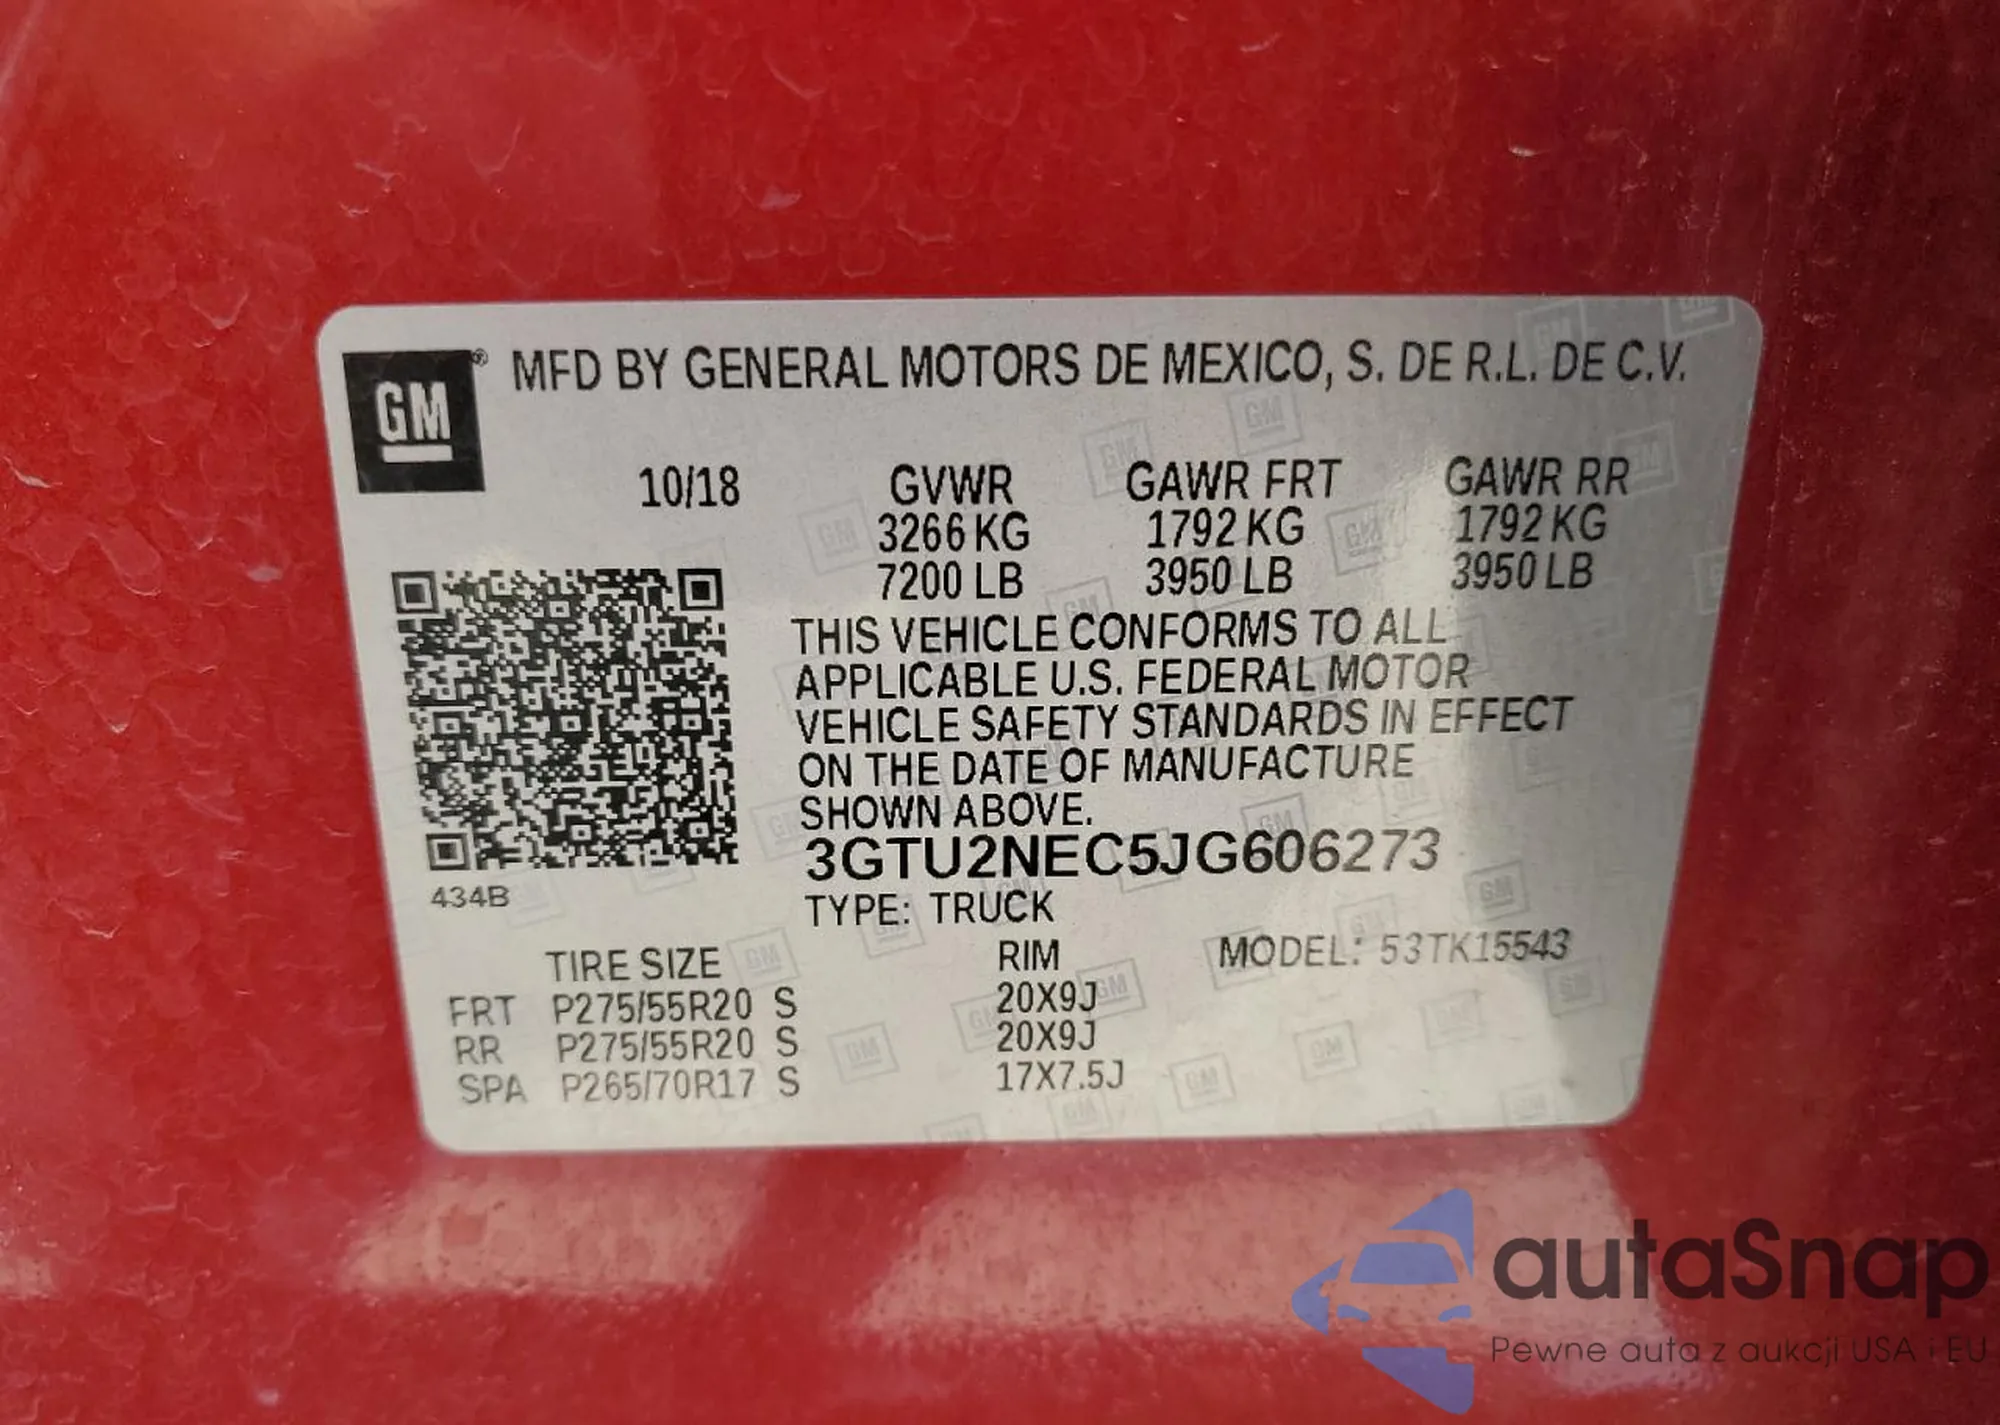 GM® MFD BY GENERAL MOTORS DE MEXICO, S. DE R.L. DE C.V.
10/18 GVWR GAWR FRT GAWR RR
3266 KG 1792 KG 1792 KG
7200 LB 3950 LB 3950 LB
THIS VEHICLE CONFORMS TO ALL
APPLICABLE U.S. FEDERAL MOTOR
VEHICLE SAFETY STANDARDS IN EFFECT
ON THE DATE OF MANUFACTURE
SHOWN ABOVE.
3GTU2NEC5JG606273
434B
TYPE: TRUCK
TIRE SIZE RIM MODEL: 53TK15543
FRT P275/55R20 S 20X9J
RR P275/55R20 S 20X9J
SPA P265/70R17 S 17X7.5J
autaSnap
Pewne auta z aukcji USA i EU